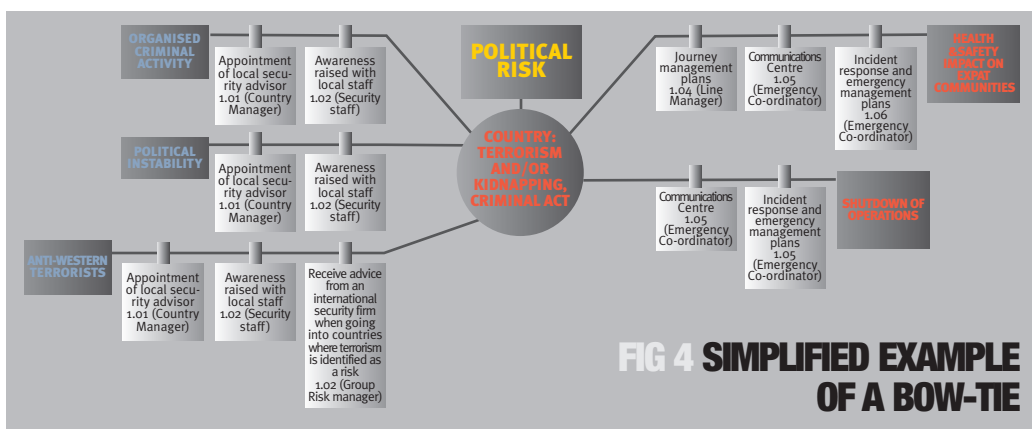 ORGANISED
CRIMINAL
ACTIVITY
Appointment
of local secu-
rity advisor
1.01 (Country
Manager)
Awareness
raised with
local staff
1.02 (Security
staff)
POLITICAL
RISK
Journey
management
plans
1.04 (Line
Manager)
Communications
Centre
1.05
(Emergency
Co-ordinator)
Incident
response and
emergency
management
plans
1.06
(Emergency
Co-ordinator)
HEALTH
&SAFETY
IMPACT ON
EXPAT
COMMUNITIES
POLITICAL
INSTABILITY
Appointment
of local secu-
rity advisor
1.01 (Country
Manager)
Awareness
raised with
local staff
1.02 (Security
staff)
COUNTRY:
TERRORISM
AND/OR
KIDNAPPING,
CRIMINAL ACT
Communications
Centre
1.05
(Emergency
Co-ordinator)
Incident
response and
emergency
management
plans
1.05
(Emergency
Co-ordinator)
SHUTDOWN OF
OPERATIONS
ANTI-WESTERN
TERRORISTS
Appointment
of local secu-
rity advisor
1.01 (Country
Manager)
Awareness
raised with
local staff
1.02 (Security
staff)
Receive advice
from an
international
security firm
when going
into countries
where terrorism
is identified as
a risk
1.02 (Group
Risk manager)
FIG 4 SIMPLIFIED EXAMPLE
OF A BOW-TIE